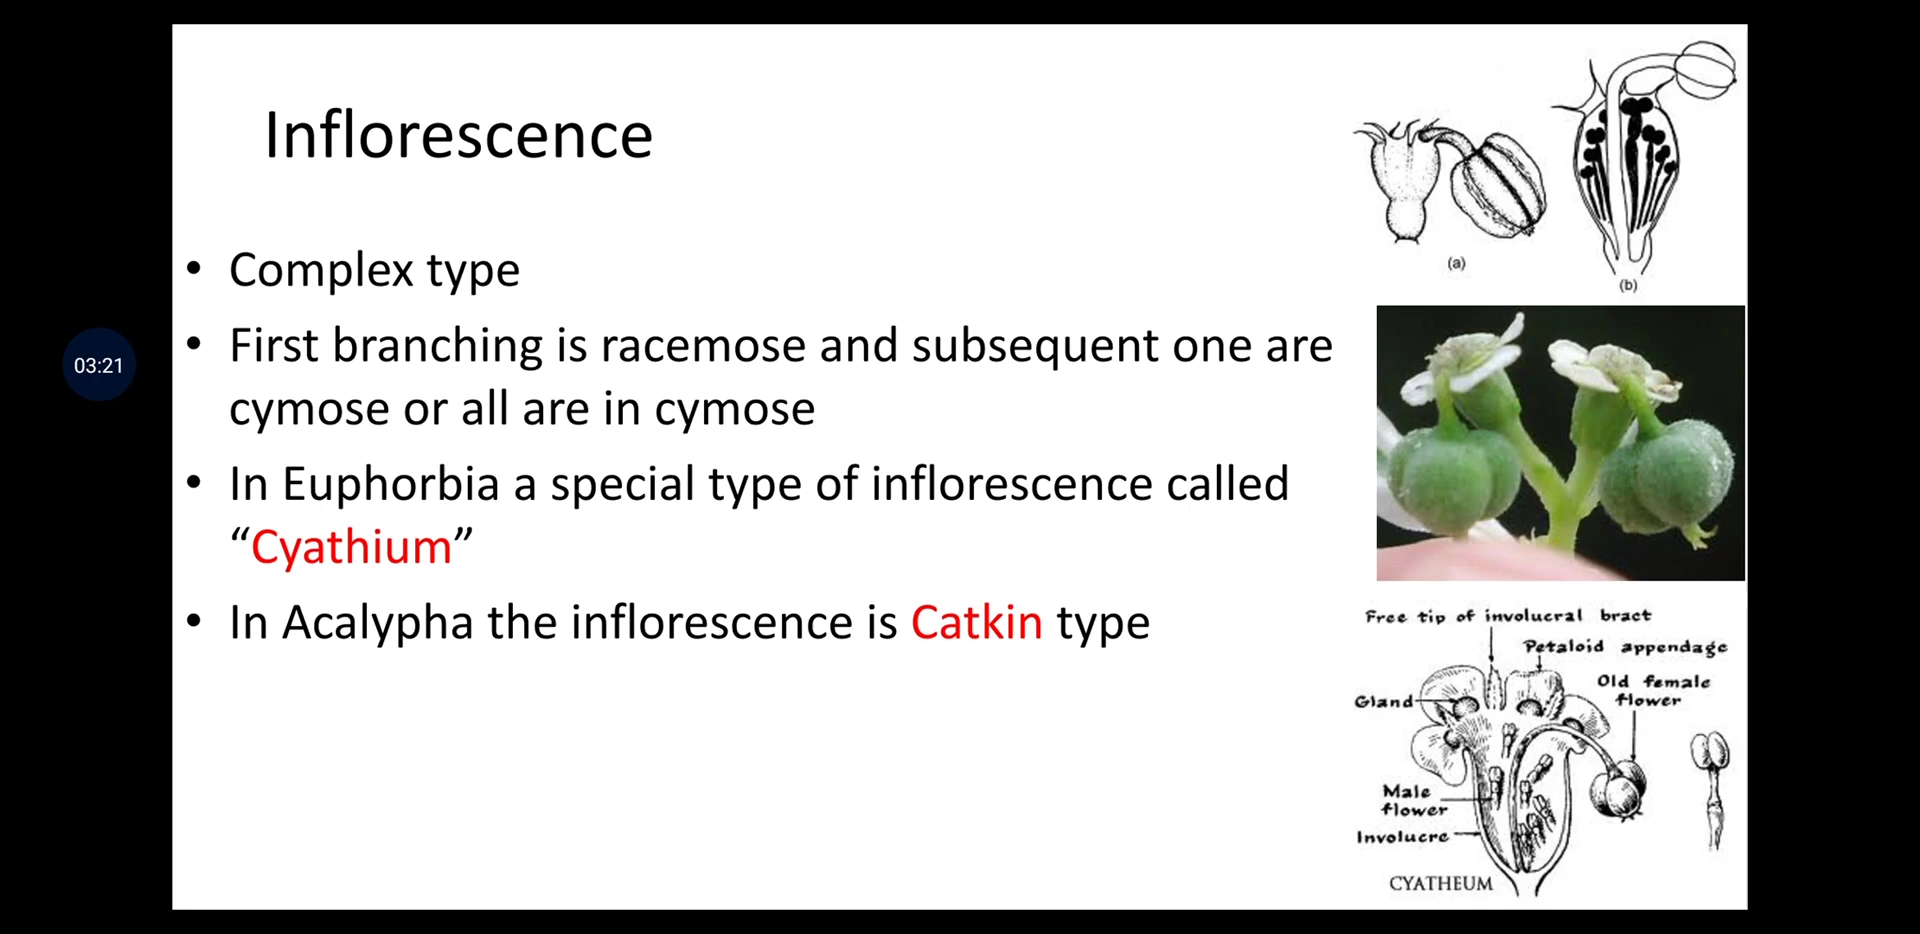 Inflorescence
• Complex type
• First branching is racemose and subsequent one are
cymose or all are in cymose
• In Euphorbia a special type of inflorescence called
“Cyathium”
• In Acalypha the inflorescence is Catkin type
03:21
(a)
(b)
Free tip of involucral bract
Petaloid appendage
Old female
flower
Gland
Male
flower
Involucre
CYATHEUM